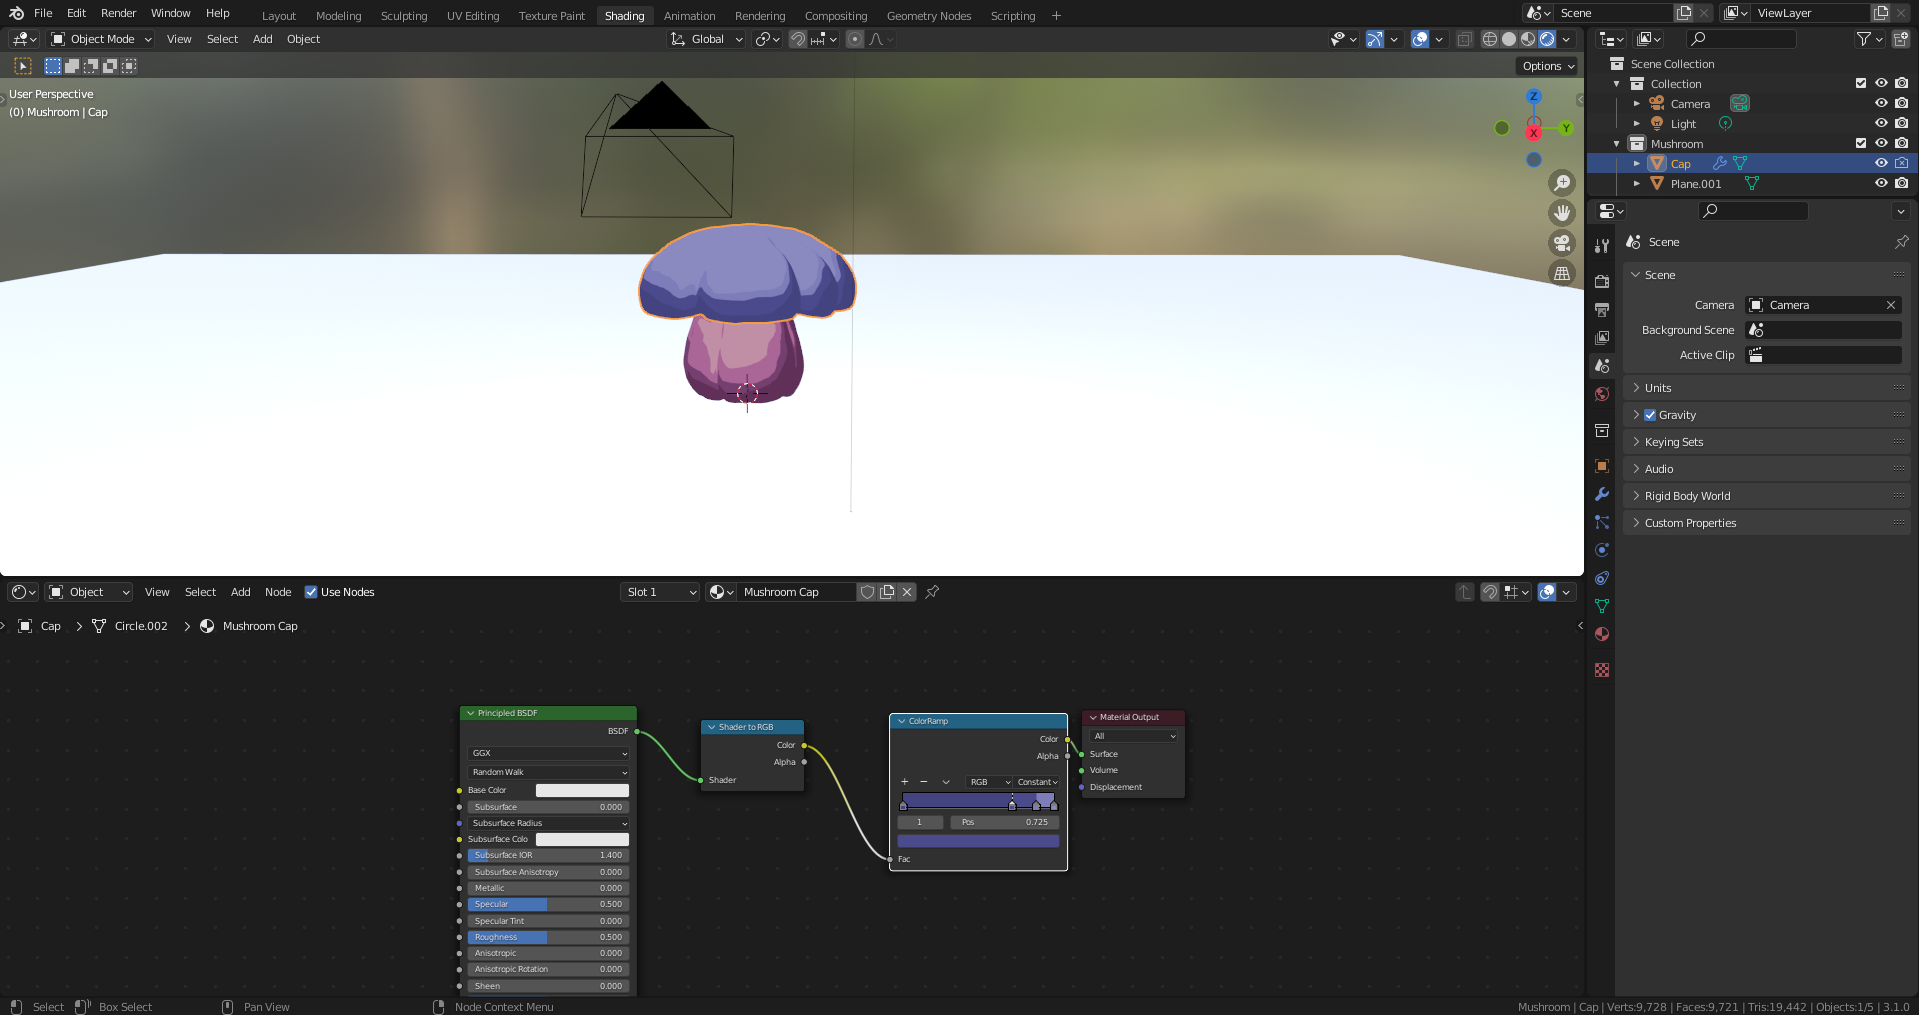 File Edit Render Window Help Layout Modeling Sculpting UV Editing Texture Paint Shading Animation Rendering Compositing Geometry Nodes Scripting + Scene ViewLayer
Object Mode View Select Add Object Global
Options
User Perspective
(0) Mushroom | Cap
Z
Y
X
Scene Collection
Collection
Camera
Light
Mushroom
Cap
Plane.001
Scene
Scene
Camera Camera
Background Scene
Active Clip
Units
Gravity
Keying Sets
Audio
Rigid Body World
Custom Properties
Object View Select Add Node Use Nodes Slot 1 Mushroom Cap
Cap > Circle.002 > Mushroom Cap
Principled BSDF
BSDF
GGX
Random Walk
Base Color
Subsurface 0.000
Subsurface Radius
Subsurface Colo
Subsurface IOR 1.400
Subsurface Anisotropy 0.000
Metallic 0.000
Specular 0.500
Specular Tint 0.000
Roughness 0.500
Anisotropic 0.000
Anisotropic Rotation 0.000
Sheen 0.000
Shader to RGB
Color
Alpha
Shader
ColorRamp
Color
Alpha
+ − RGB Constant
1 Pos 0.725
Fac
Material Output
All
Surface
Volume
Displacement
Select Box Select Pan View Node Context Menu Mushroom | Cap | Verts:9,728 | Faces:9,721 | Tris:19,442 | Objects:1/5 | 3.1.0